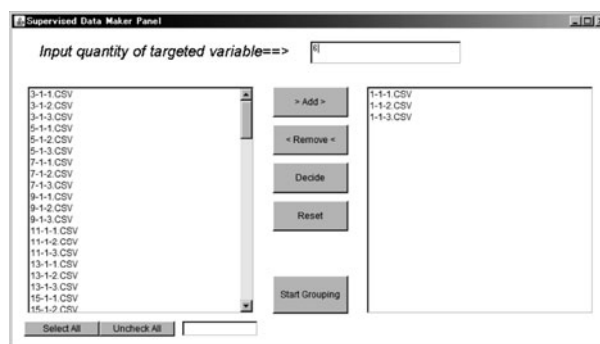 Supervised Data Maker Panel
Input quantity of targeted variable==>
6
3-1-1.CSV
3-1-2.CSV
3-1-3.CSV
5-1-1.CSV
5-1-2.CSV
5-1-3.CSV
7-1-1.CSV
7-1-2.CSV
7-1-3.CSV
9-1-1.CSV
9-1-2.CSV
9-1-3.CSV
11-1-1.CSV
11-1-2.CSV
11-1-3.CSV
13-1-1.CSV
13-1-2.CSV
13-1-3.CSV
15-1-1.CSV
15-1-2.CSV
> Add >
< Remove <
Decide
Reset
Start Grouping
1-1-1.CSV
1-1-2.CSV
1-1-3.CSV
Select All
Uncheck All